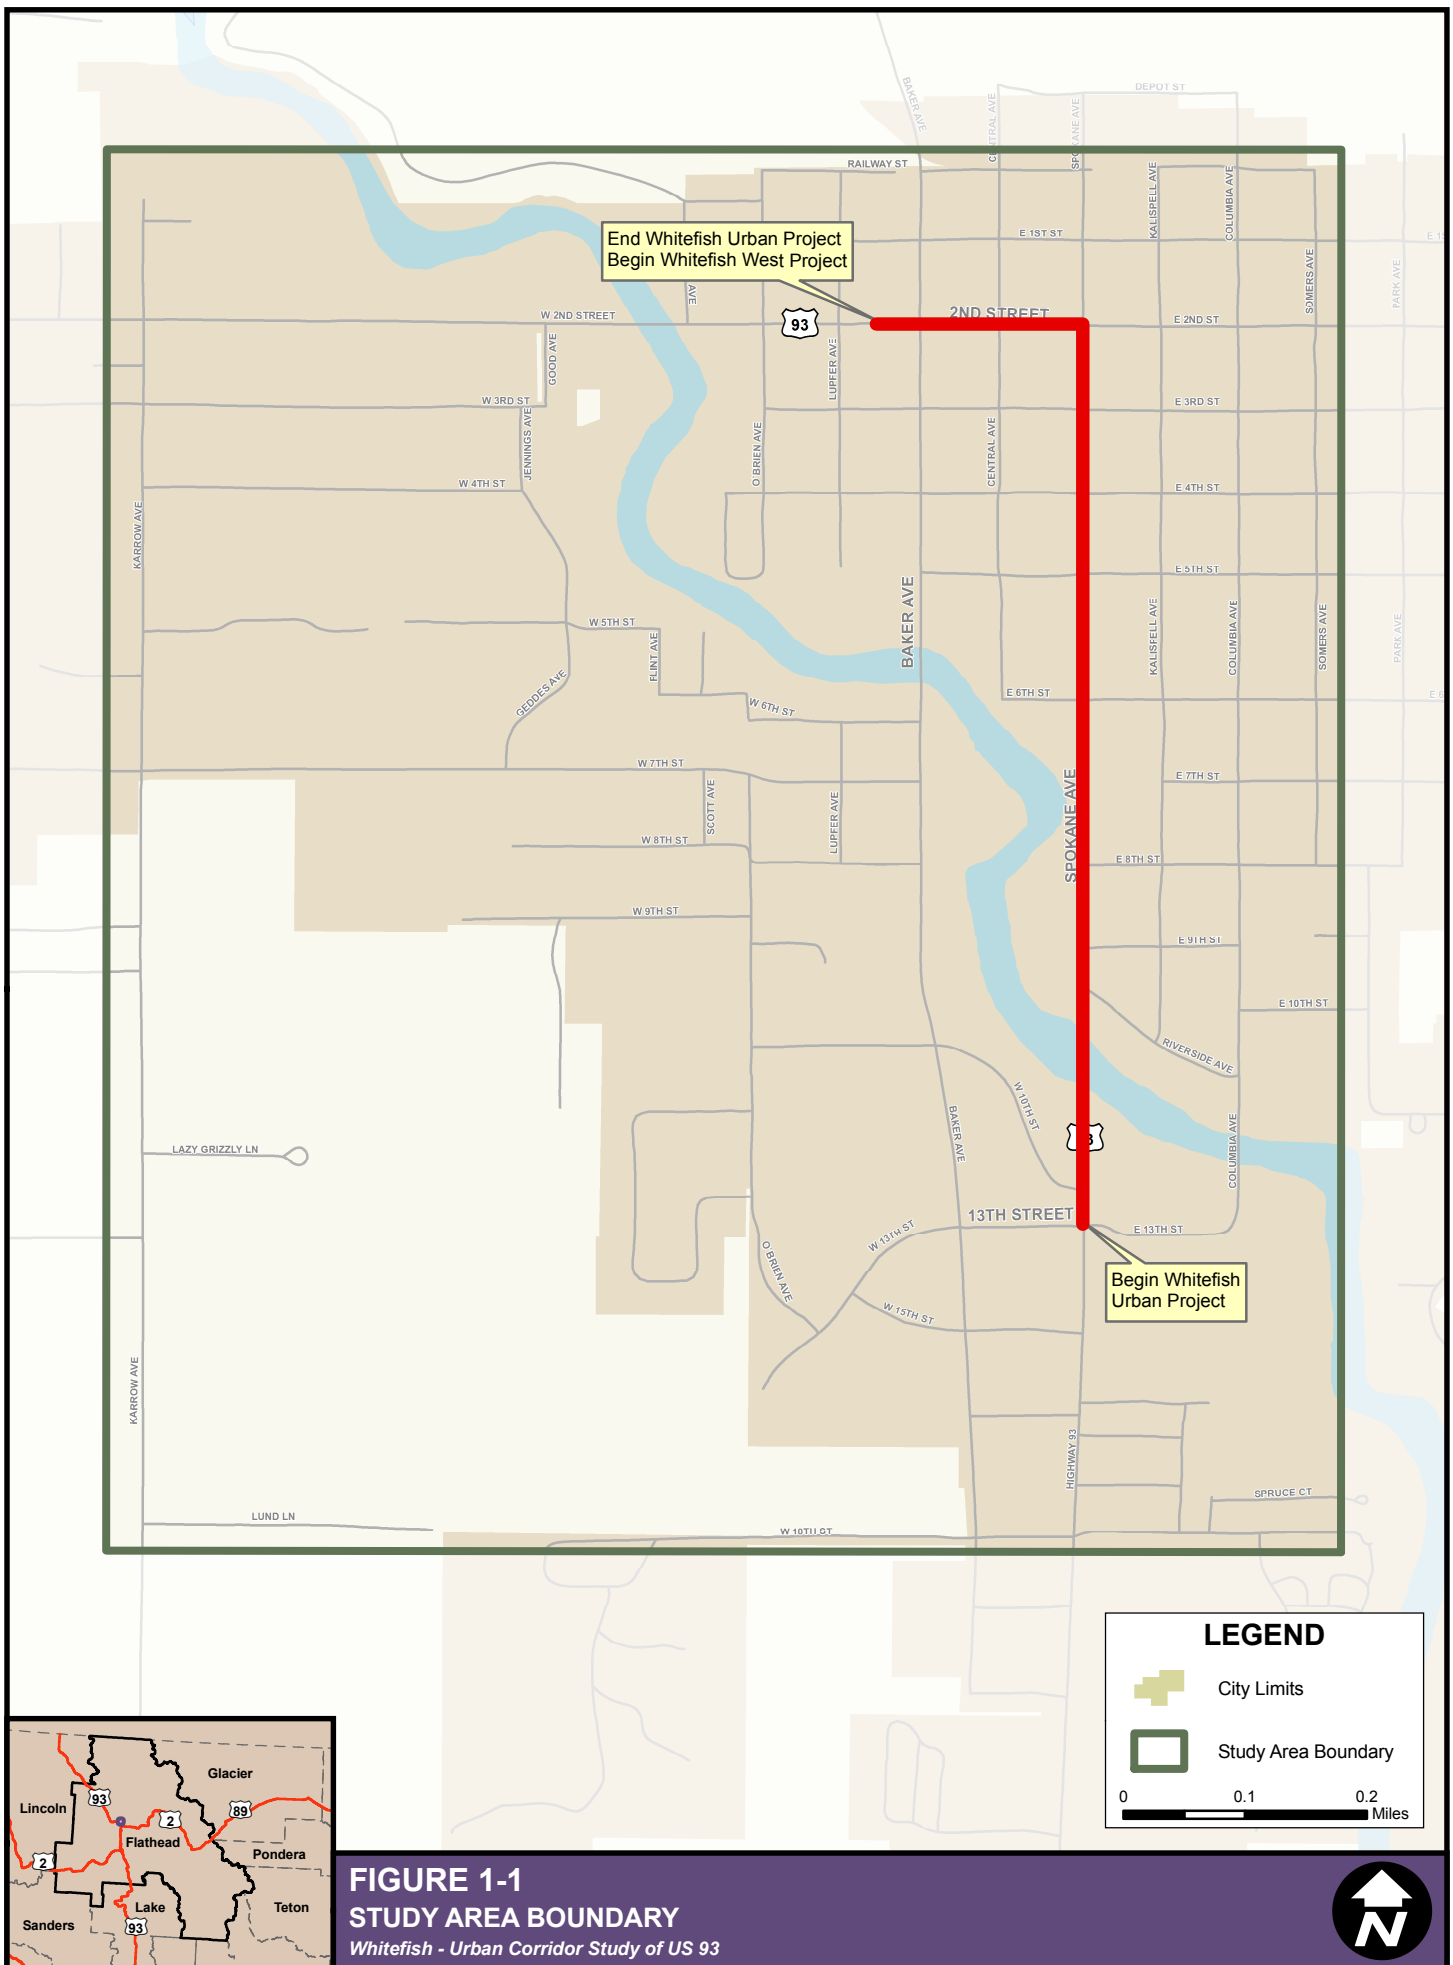 DEPOT ST
BAKER AVE
CENTRAL AVE
SPOKANE AVE
RAILWAY ST
KALISPELL AVE
COLUMBIA AVE
End Whitefish Urban Project
Begin Whitefish West Project
E 1ST ST
SOMERS AVE
PARK AVE
AVE
W 2ND STREET
93
2ND STREET
E 2ND ST
GOOD AVE
LUPFER AVE
W 3RD ST
E 3RD ST
JENNINGS AVE
O'BRIEN AVE
CENTRAL AVE
W 4TH ST
E 4TH ST
KARROW AVE
E 5TH ST
BAKER AVE
W 5TH ST
FLINT AVE
KALISPELL AVE
COLUMBIA AVE
SOMERS AVE
PARK AVE
GEDDES AVE
E 6TH ST
W 6TH ST
W 7TH ST
SPOKANE AVE
E 7TH ST
SCOTT AVE
LUPFER AVE
W 8TH ST
E 8TH ST
W 9TH ST
E 9TH ST
E 10TH ST
RIVERSIDE AVE
W 10TH ST
BAKER AVE
LAZY GRIZZLY LN
COLUMBIA AVE
13TH STREET
W 13TH ST
E 13TH ST
O'BRIEN AVE
Begin Whitefish
Urban Project
W 15TH ST
KARROW AVE
HIGHWAY 93
SPRUCE CT
LUND LN
W 18TH ST
LEGEND
City Limits
Study Area Boundary
0 0.1 0.2
Miles
Glacier
Lincoln
93
89
2
Flathead
2
Pondera
Lake
Teton
Sanders
93
FIGURE 1-1
STUDY AREA BOUNDARY
Whitefish - Urban Corridor Study of US 93
N